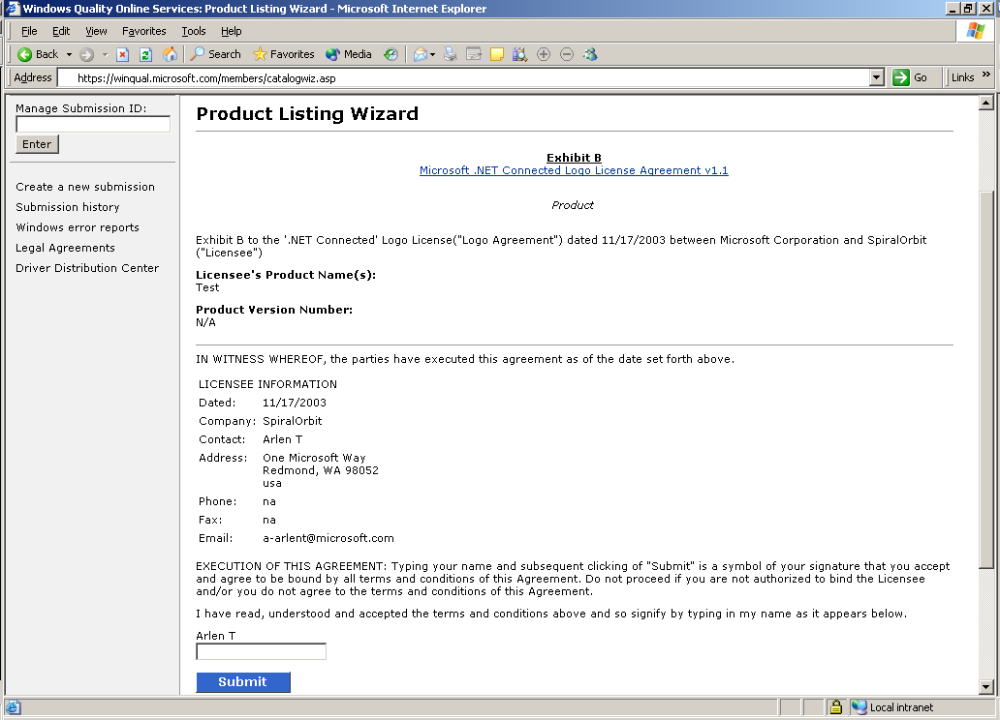 Windows Quality Online Services: Product Listing Wizard - Microsoft Internet Explorer
File Edit View Favorites Tools Help
Back Search Favorites Media
Address https://winqual.microsoft.com/members/catalogwiz.asp Go Links »
Manage Submission ID:
Enter
Create a new submission
Submission history
Windows error reports
Legal Agreements
Driver Distribution Center
Product Listing Wizard
Exhibit B
Microsoft .NET Connected Logo License Agreement v1.1
Product
Exhibit B to the '.NET Connected' Logo License("Logo Agreement") dated 11/17/2003 between Microsoft Corporation and SpiralOrbit
("Licensee")
Licensee's Product Name(s):
Test
Product Version Number:
N/A
IN WITNESS WHEREOF, the parties have executed this agreement as of the date set forth above.
LICENSEE INFORMATION
Dated: 11/17/2003
Company: SpiralOrbit
Contact: Arlen T
Address: One Microsoft Way
Redmond, WA 98052
usa
Phone: na
Fax: na
Email: a-arlent@microsoft.com
EXECUTION OF THIS AGREEMENT: Typing your name and subsequent clicking of "Submit" is a symbol of your signature that you accept
and agree to be bound by all terms and conditions of this Agreement. Do not proceed if you are not authorized to bind the Licensee
and/or you do not agree to the terms and conditions of this Agreement.
I have read, understood and accepted the terms and conditions above and so signify by typing in my name as it appears below.
Arlen T
Submit
Local intranet